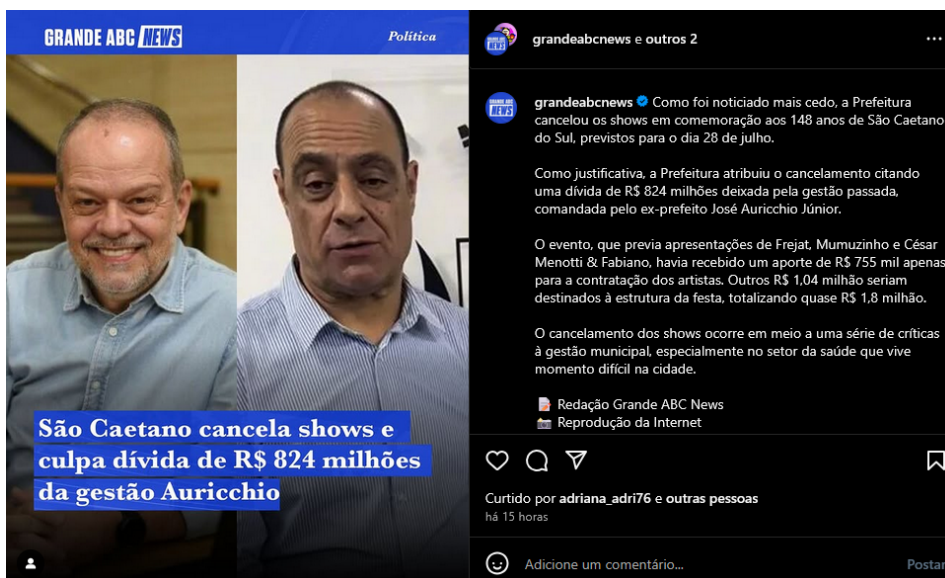 GRANDE ABC NEWS
Política
São Caetano cancela shows e
culpa dívida de R$ 824 milhões
da gestão Auricchio
grandeabcnews e outros 2
grandeabcnews Como foi noticiado mais cedo, a Prefeitura
cancelou os shows em comemoração aos 148 anos de São Caetano
do Sul, previstos para o dia 28 de julho.
Como justificativa, a Prefeitura atribuiu o cancelamento citando
uma dívida de R$ 824 milhões deixada pela gestão passada,
comandada pelo ex-prefeito José Auricchio Júnior.
O evento, que previa apresentações de Frejat, Mumuzinho e César
Menotti & Fabiano, havia recebido um aporte de R$ 755 mil apenas
para a contratação dos artistas. Outros R$ 1,04 milhão seriam
destinados à estrutura da festa, totalizando quase R$ 1,8 milhão.
O cancelamento dos shows ocorre em meio a uma série de críticas
à gestão municipal, especialmente no setor da saúde que vive
momento difícil na cidade.
Redação Grande ABC News
Reprodução da Internet
Curtido por adriana_adri76 e outras pessoas
há 15 horas
Adicione um comentário...
Postar